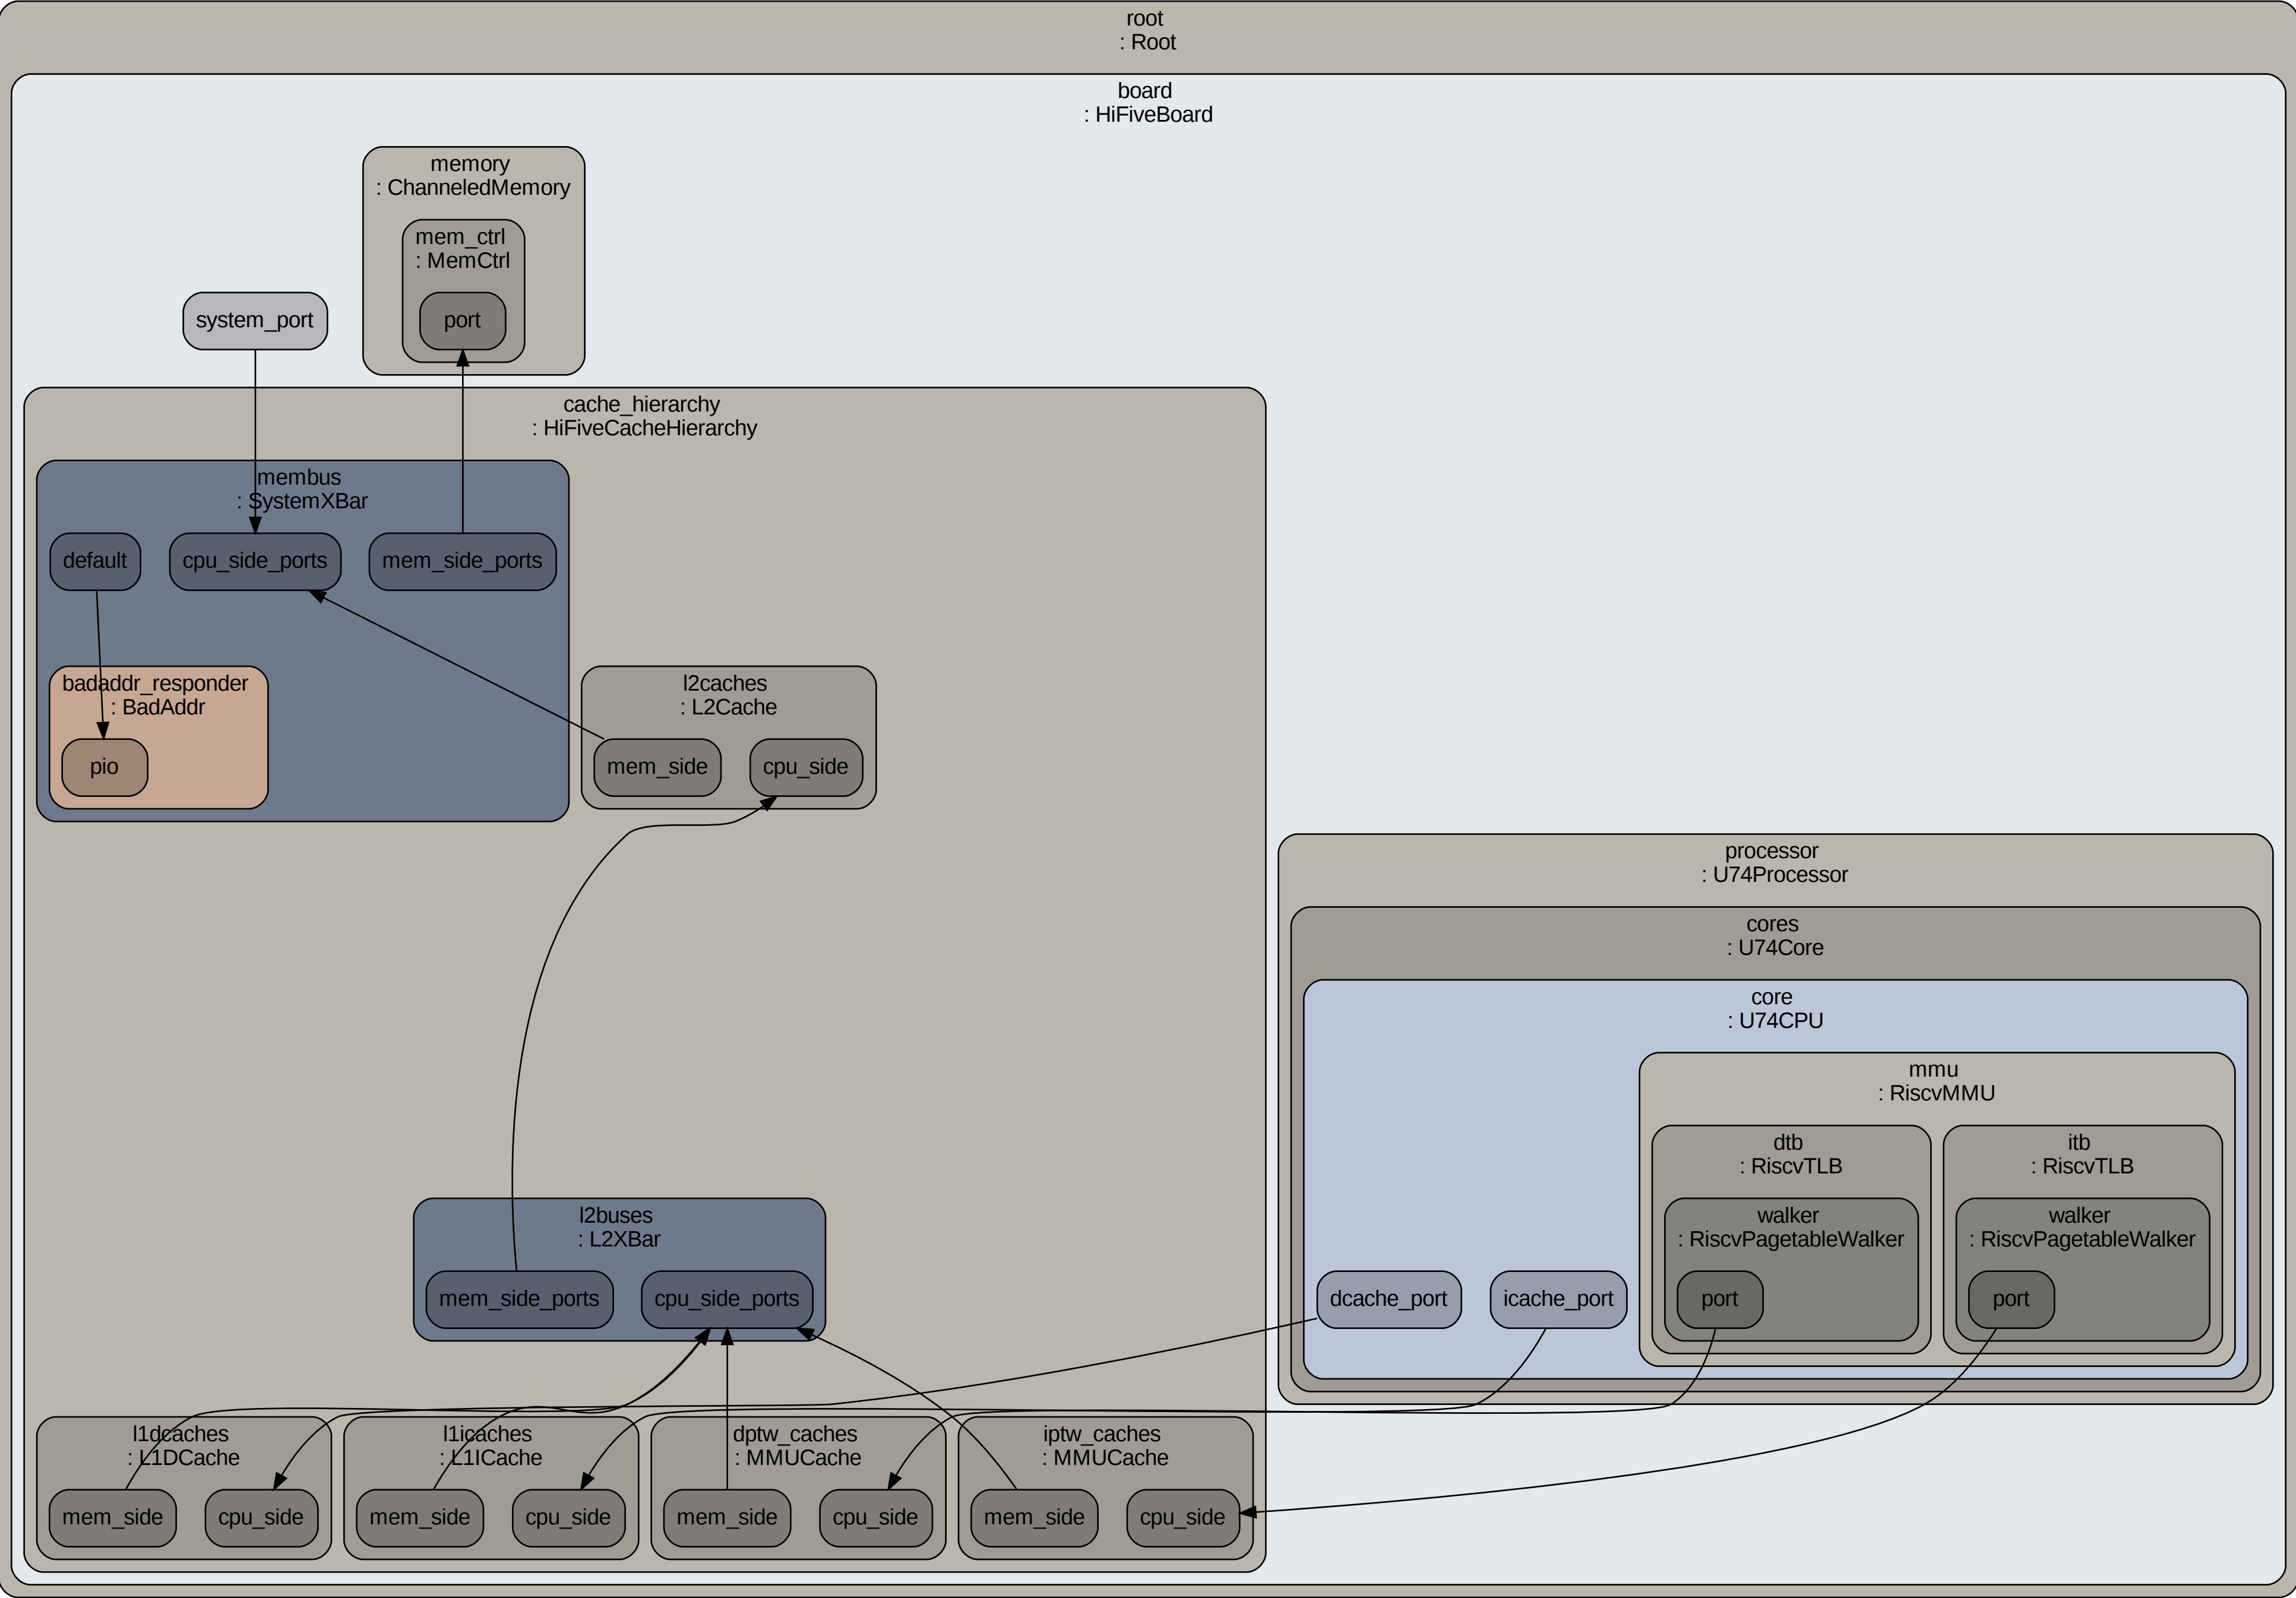 root
: Root
board
: HiFiveBoard
memory
: ChanneledMemory
mem_ctrl
: MemCtrl
system_port
port
cache_hierarchy
: HiFiveCacheHierarchy
membus
: SystemXBar
default
cpu_side_ports
mem_side_ports
badaddr_responder
: BadAddr
pio
l2caches
: L2Cache
mem_side
cpu_side
processor
: U74Processor
cores
: U74Core
core
: U74CPU
mmu
: RiscvMMU
dtb
: RiscvTLB
itb
: RiscvTLB
walker
: RiscvPagetableWalker
walker
: RiscvPagetableWalker
l2buses
: L2XBar
mem_side_ports
cpu_side_ports
dcache_port
icache_port
port
port
l1dcaches
: L1DCache
mem_side
cpu_side
l1icaches
: L1ICache
mem_side
cpu_side
dptw_caches
: MMUCache
mem_side
cpu_side
iptw_caches
: MMUCache
mem_side
cpu_side